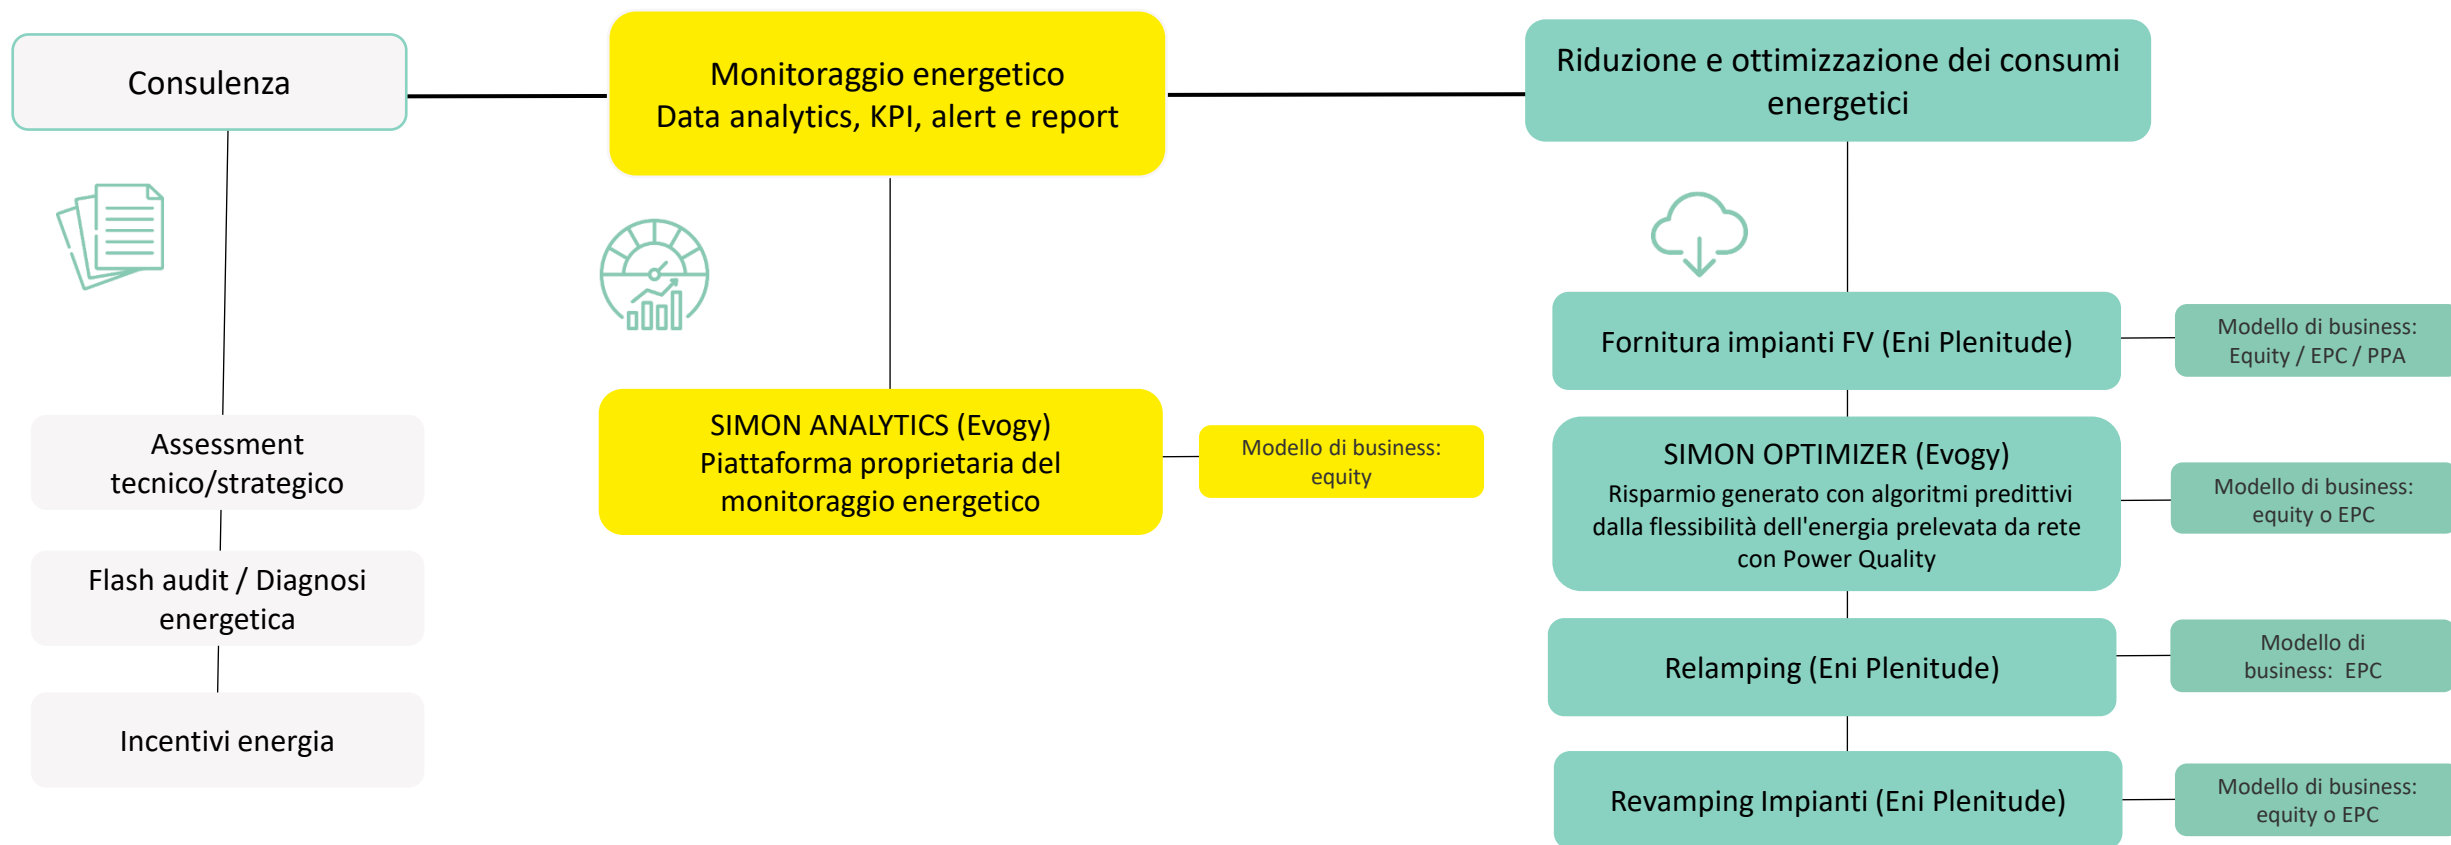 Consulenza
Assessment
tecnico/strategico
Flash audit / Diagnosi
energetica
Incentivi energia
Monitoraggio energetico
Data analytics, KPI, alert e report
SIMON ANALYTICS (Evogy)
Piattaforma proprietaria del
monitoraggio energetico
Modello di business:
equity
Riduzione e ottimizzazione dei consumi
energetici
Fornitura impianti FV (Eni Plenitude)
Modello di business:
Equity / EPC / PPA
SIMON OPTIMIZER (Evogy)
Risparmio generato con algoritmi predittivi
dalla flessibilità dell'energia prelevata da rete
con Power Quality
Modello di business:
equity o EPC
Relamping (Eni Plenitude)
Modello di
business:  EPC
Revamping Impianti (Eni Plenitude)
Modello di business:
equity o EPC